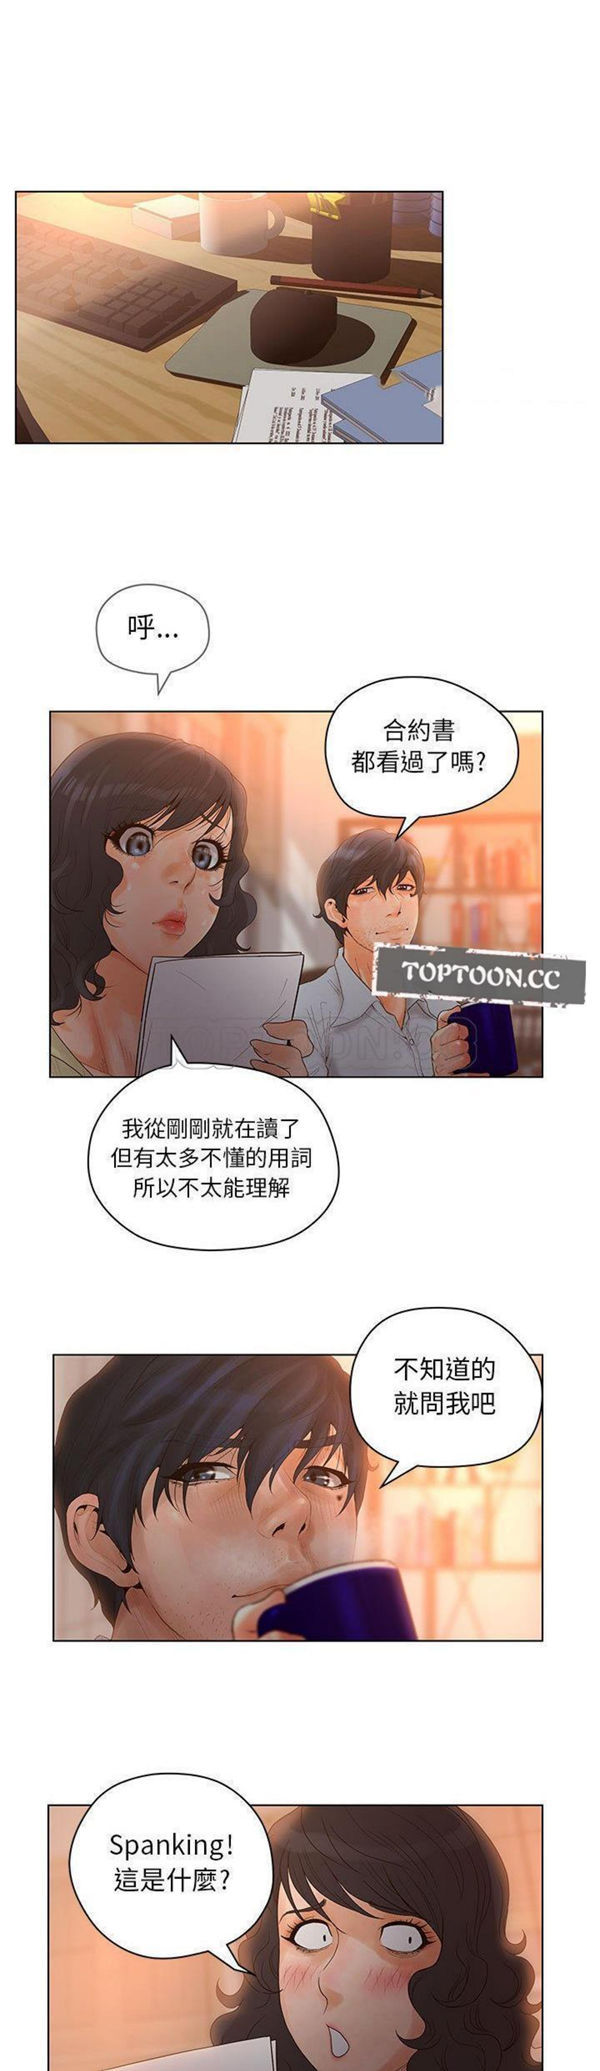 呼...
合約書
都看過了嗎?
TOPTOON.CC
我從剛剛就在讀了
但有太多不懂的用詞
所以不太能理解
不知道的
就問我吧
Spanking!
這是什麼?